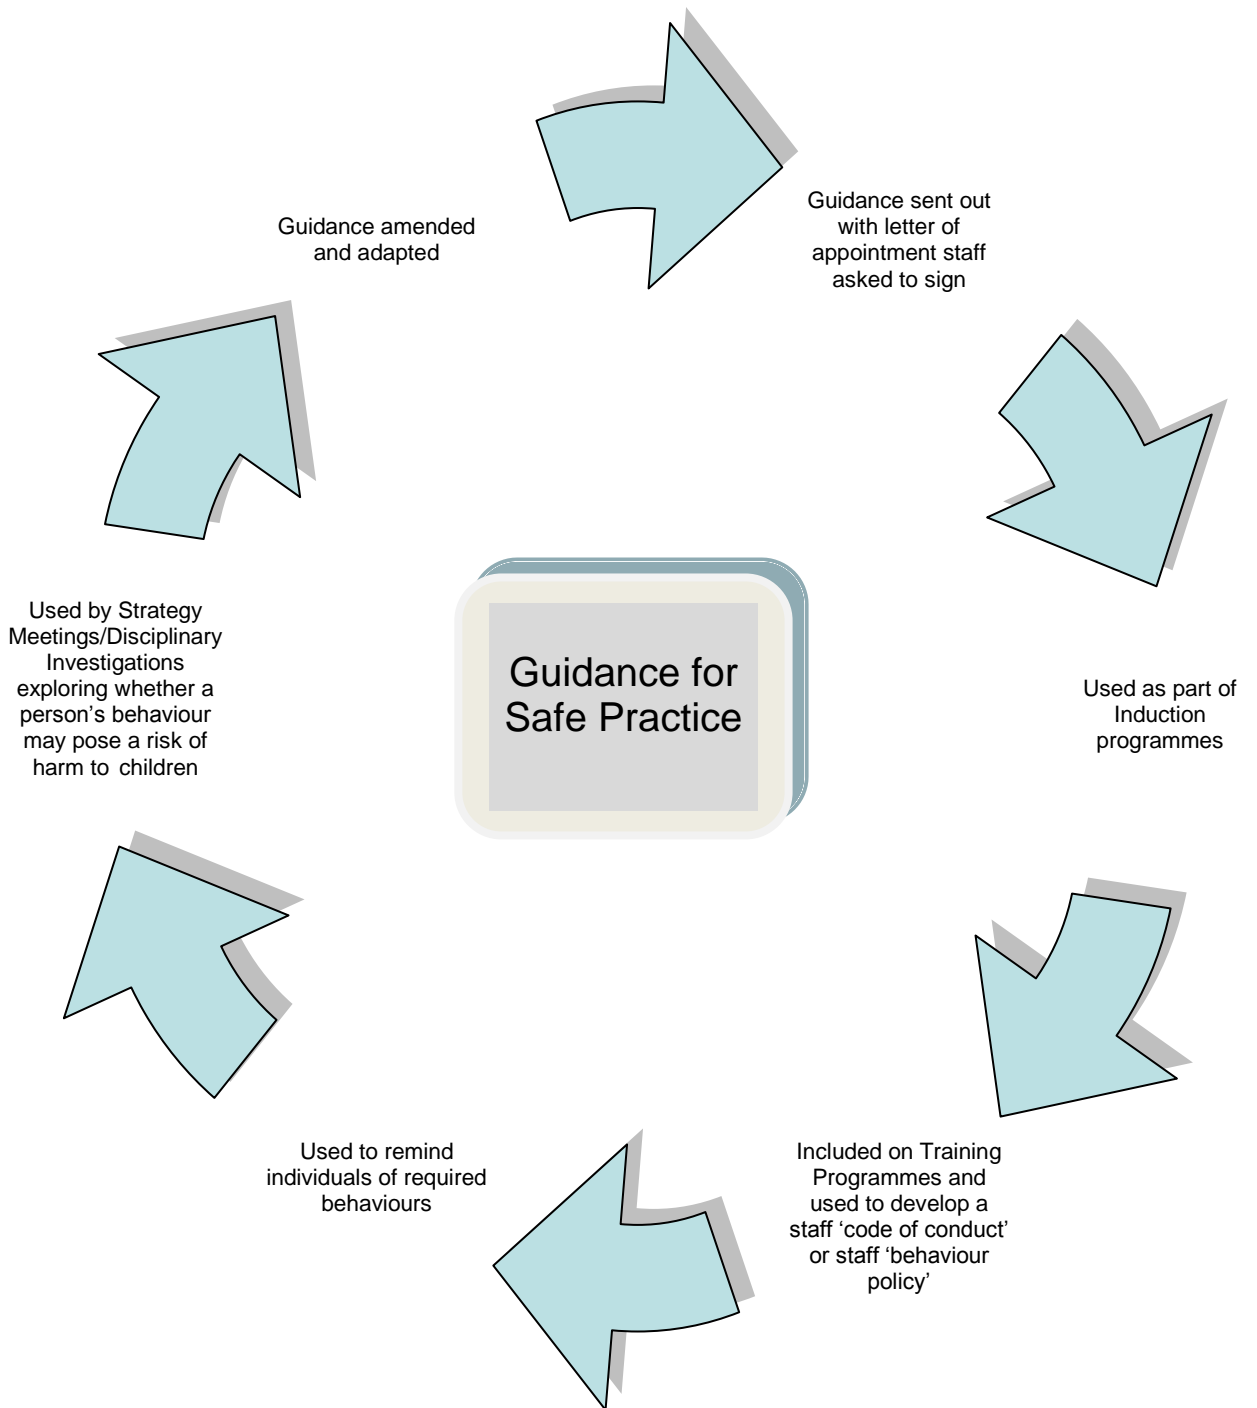 Guidance amended
and adapted
Guidance sent out
with letter of
appointment staff
asked to sign
Used as part of
Induction
programmes
Included on Training
Programmes and
used to develop a
staff ‘code of conduct’
or staff ‘behaviour
policy’
Used to remind
individuals of required
behaviours
Used by Strategy
Meetings/Disciplinary
Investigations
exploring whether a
person’s behaviour
may pose a risk of
harm to children
Guidance for
Safe Practice